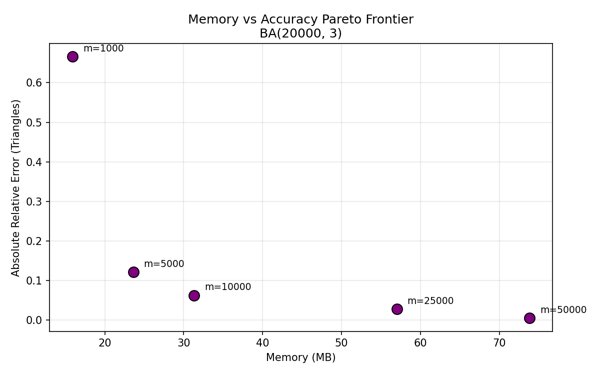 Memory vs Accuracy Pareto Frontier
BA(20000, 3)
m=1000
0.6
0.5
0.4
0.3
0.2
0.1
0.0
Absolute Relative Error (Triangles)
m=5000
m=10000
m=25000
m=50000
20 30 40 50 60 70
Memory (MB)